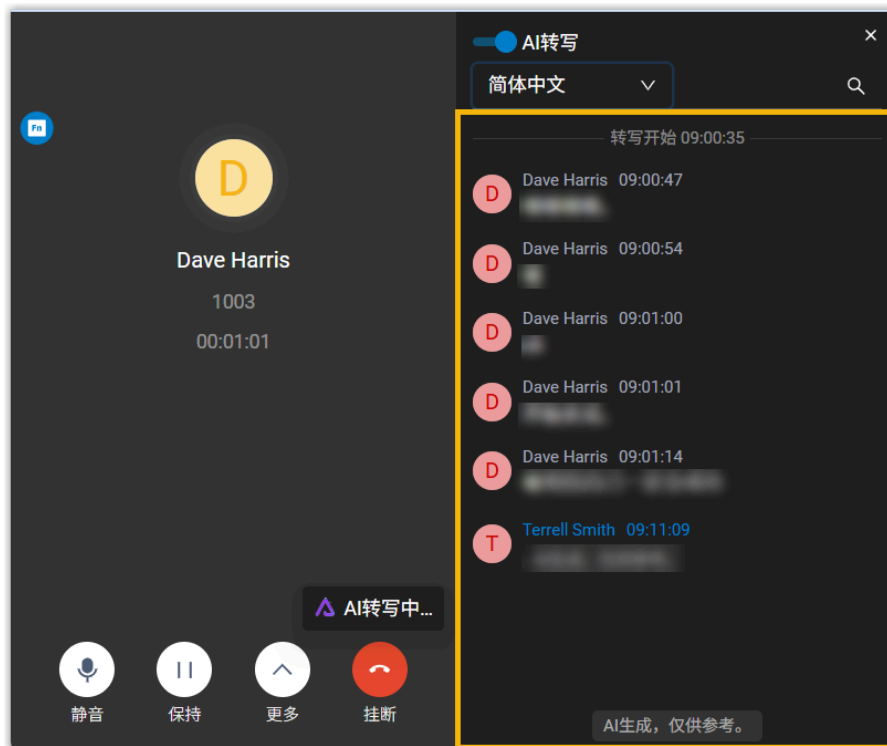 Fn
D
Dave Harris
1003
00:01:01
AI转写中...
静音
保持
更多
挂断
AI转写
简体中文
转写开始 09:00:35
D
Dave Harris 09:00:47
D
Dave Harris 09:00:54
D
Dave Harris 09:01:00
D
Dave Harris 09:01:01
D
Dave Harris 09:01:14
T
Terrell Smith 09:11:09
AI生成，仅供参考。